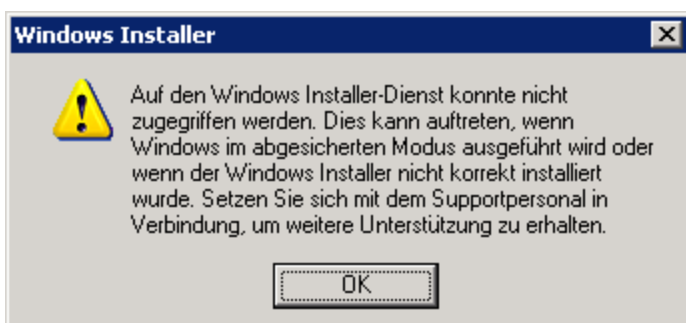 Windows Installer
Auf den Windows Installer-Dienst konnte nicht
zugegriffen werden. Dies kann auftreten, wenn
Windows im abgesicherten Modus ausgeführt wird oder
wenn der Windows Installer nicht korrekt installiert
wurde. Setzen Sie sich mit dem Supportpersonal in
Verbindung, um weitere Unterstützung zu erhalten.
OK